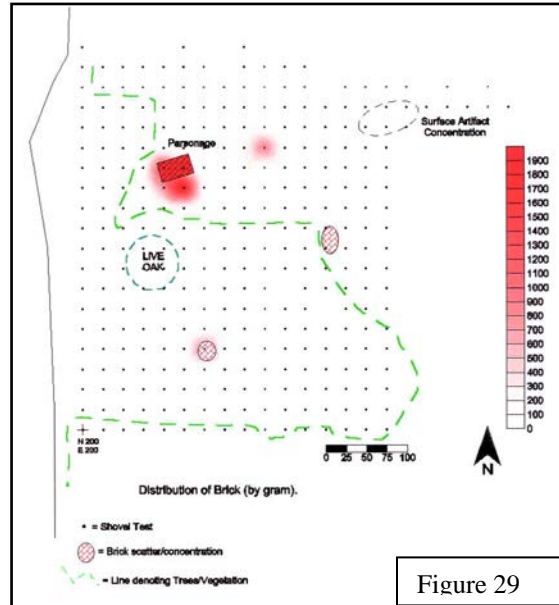 Parsonage
Surface Artifact
Concentration
LIVE
OAK
1900
1800
1700
1600
1500
1400
1300
1200
1100
1000
900
800
700
600
500
400
300
200
100
0
N 200
E 200
0 25 50 75 100
N
Distribution of Brick (by gram).
= Shovel Test
= Brick scatter/concentration
= Line denoting Trees/Vegetation
Figure 29